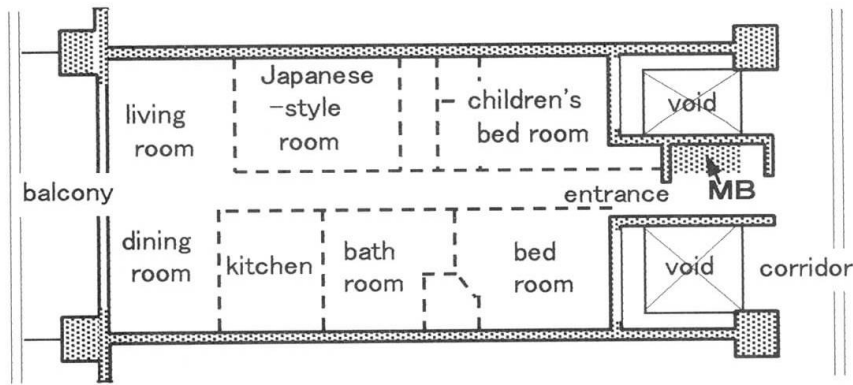 Japanese
-style
room
children's
bed room
void
living
room
balcony
entrance
MB
dining
room
kitchen
bath
room
bed
room
void
corridor